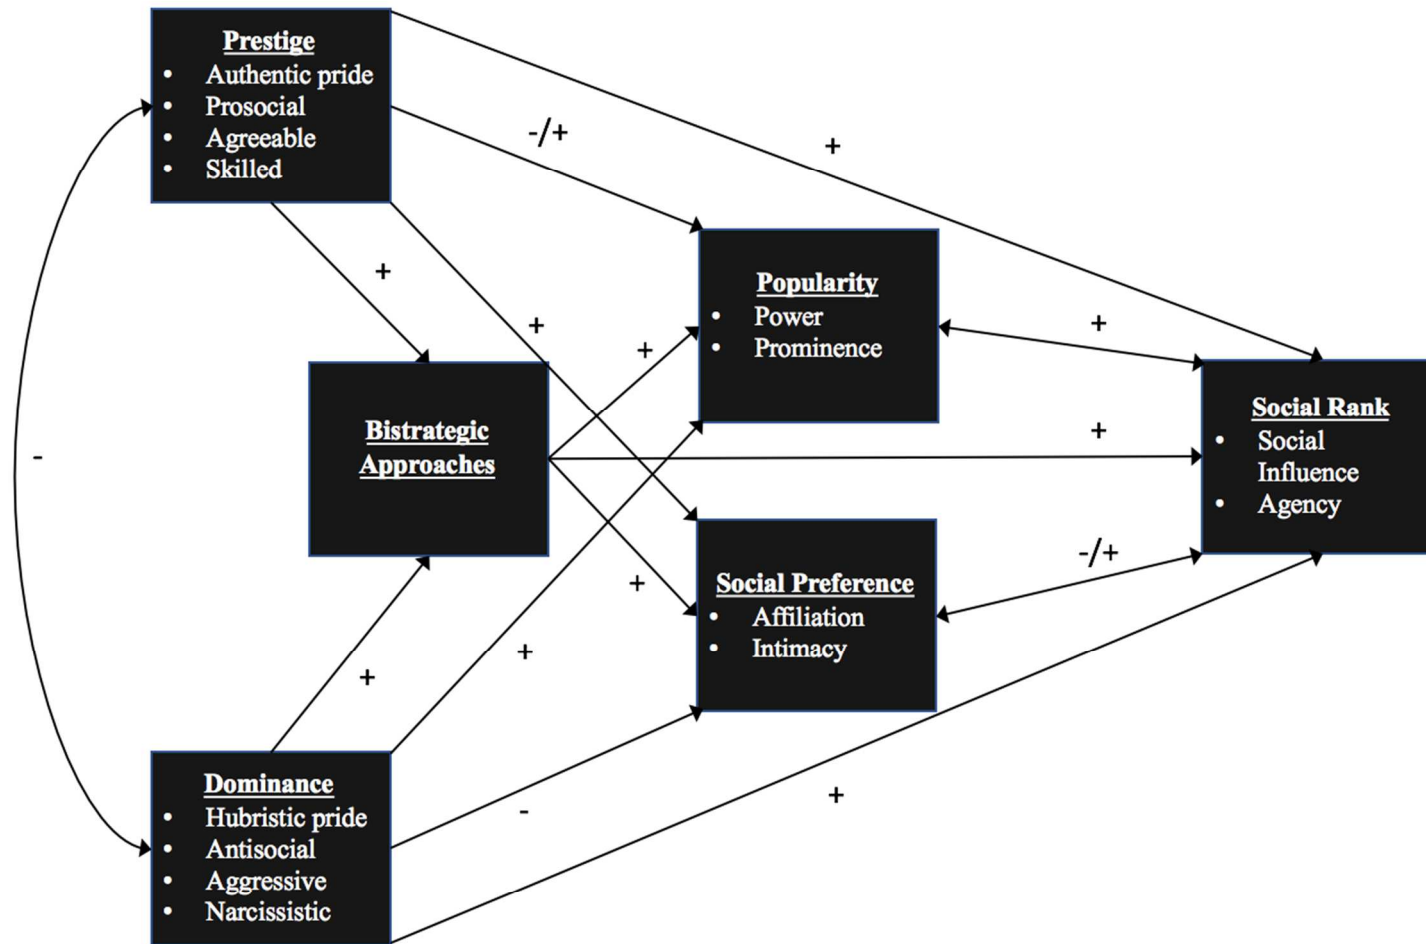 Prestige
• Authentic pride
• Prosocial
• Agreeable
• Skilled
-/+
+
+
+
+
Popularity
• Power
• Prominence
+
Bistrategic
Approaches
+
Social Rank
• Social
Influence
• Agency
-
Social Preference
• Affiliation
• Intimacy
-/+
+
+
+
Dominance
• Hubristic pride
• Antisocial
• Aggressive
• Narcissistic
-
+